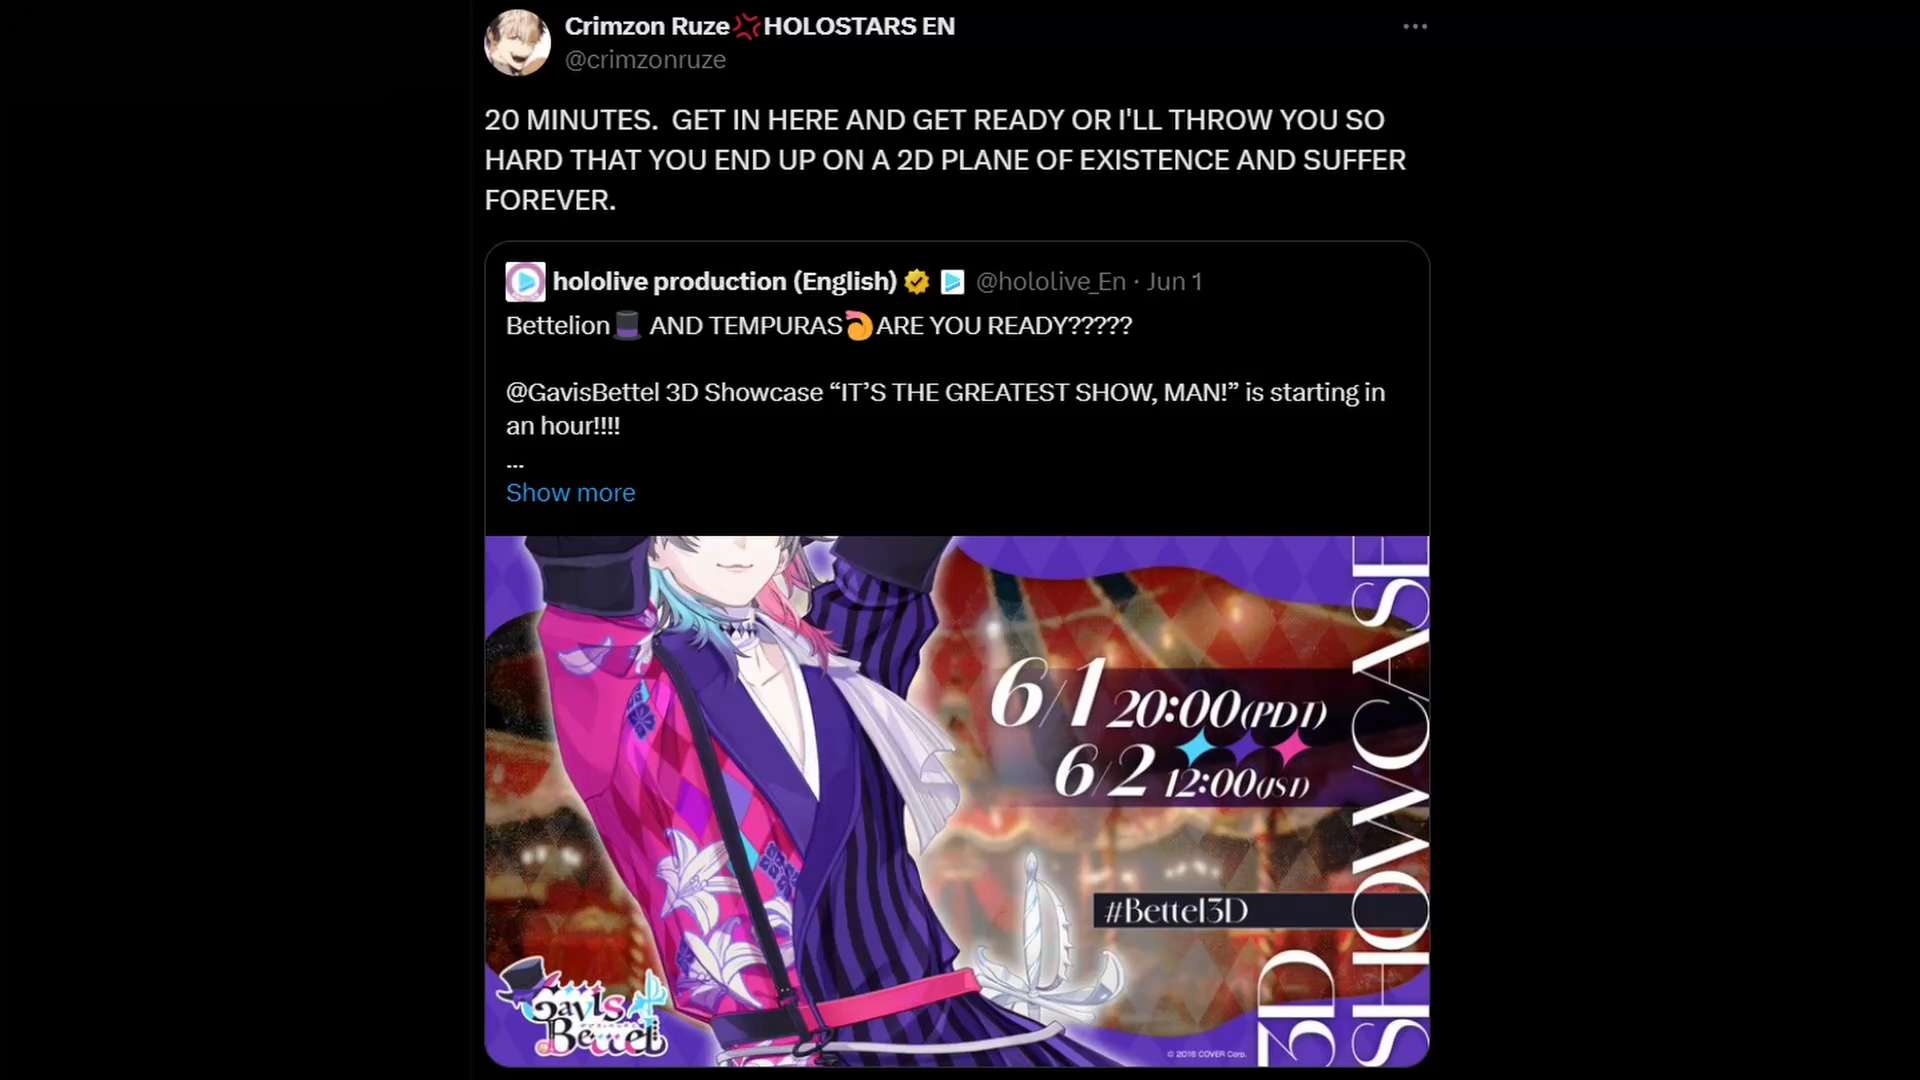 Crimzon Ruze💢HOLOSTARS EN
@crimzonruze
20 MINUTES. GET IN HERE AND GET READY OR I'LL THROW YOU SO
HARD THAT YOU END UP ON A 2D PLANE OF EXISTENCE AND SUFFER
FOREVER.
hololive production (English) @hololive_En · Jun 1
Bettelion🎩 AND TEMPURAS🍤ARE YOU READY?????
@GavisBettel 3D Showcase “IT’S THE GREATEST SHOW, MAN!” is starting in
an hour!!!!
...
Show more
6/1 20:00(PDT)
6/2 12:00(JST)
#Bettel3D
3D
SHOWCASE
Gavis
Bettel
© 2016 COVER Corp.